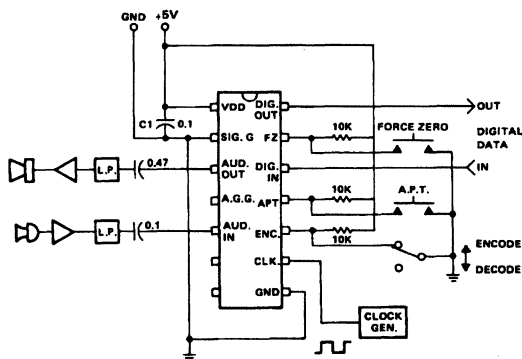 GND +5V
C1 0.1
VDD DIG. OUT
OUT
SIG. G FZ
10K
FORCE ZERO
DIGITAL DATA
AUD. OUT DIG. IN
IN
L.P. 0.47
A.G.G. APT
10K
A.P.T.
AUD. IN ENC.
10K
L.P. 0.1
ENCODE
DECODE
CLK.
GND
CLOCK GEN.